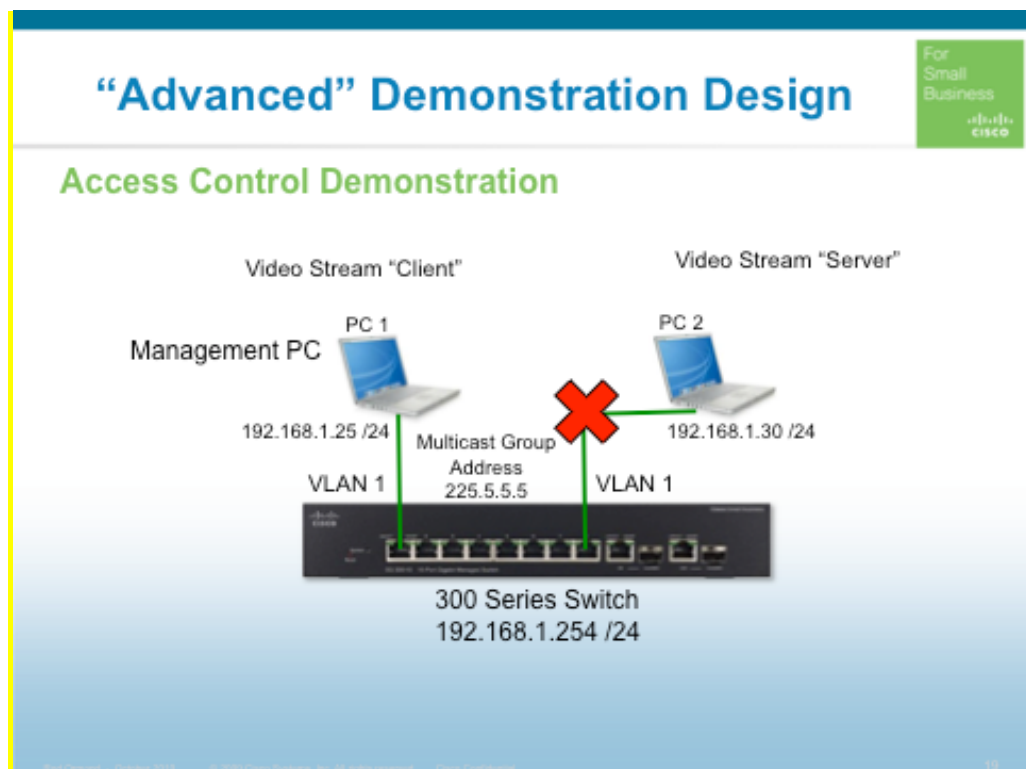 “Advanced” Demonstration Design
For
Small
Business
CISCO
Access Control Demonstration
Video Stream “Client”
Video Stream “Server”
PC 1
PC 2
Management PC
192.168.1.25 /24
192.168.1.30 /24
Multicast Group
Address
225.5.5.5
VLAN 1
VLAN 1
CISCO
300 Series Switch
192.168.1.254 /24
19